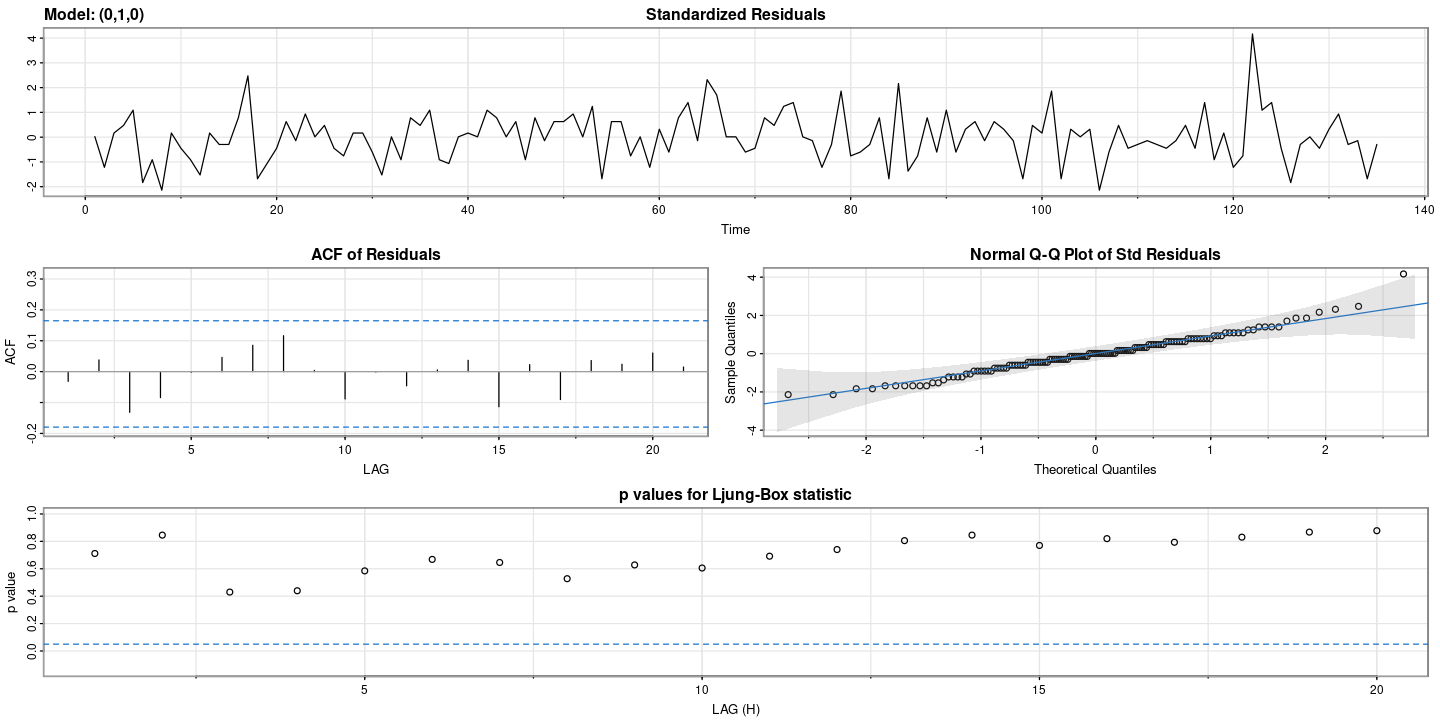 Model: (0,1,0)
Standardized Residuals
4
3
2
1
0
-1
-2
0 20 40 60 80 100 120 140
Time
ACF of Residuals
ACF
0.3
0.2
0.1
0.0
-0.2
5 10 15 20
LAG
Normal Q-Q Plot of Std Residuals
Sample Quantiles
4
2
0
-2
-4
-2 -1 0 1 2
Theoretical Quantiles
p values for Ljung-Box statistic
p value
1.0
0.8
0.6
0.4
0.2
0.0
5 10 15 20
LAG (H)